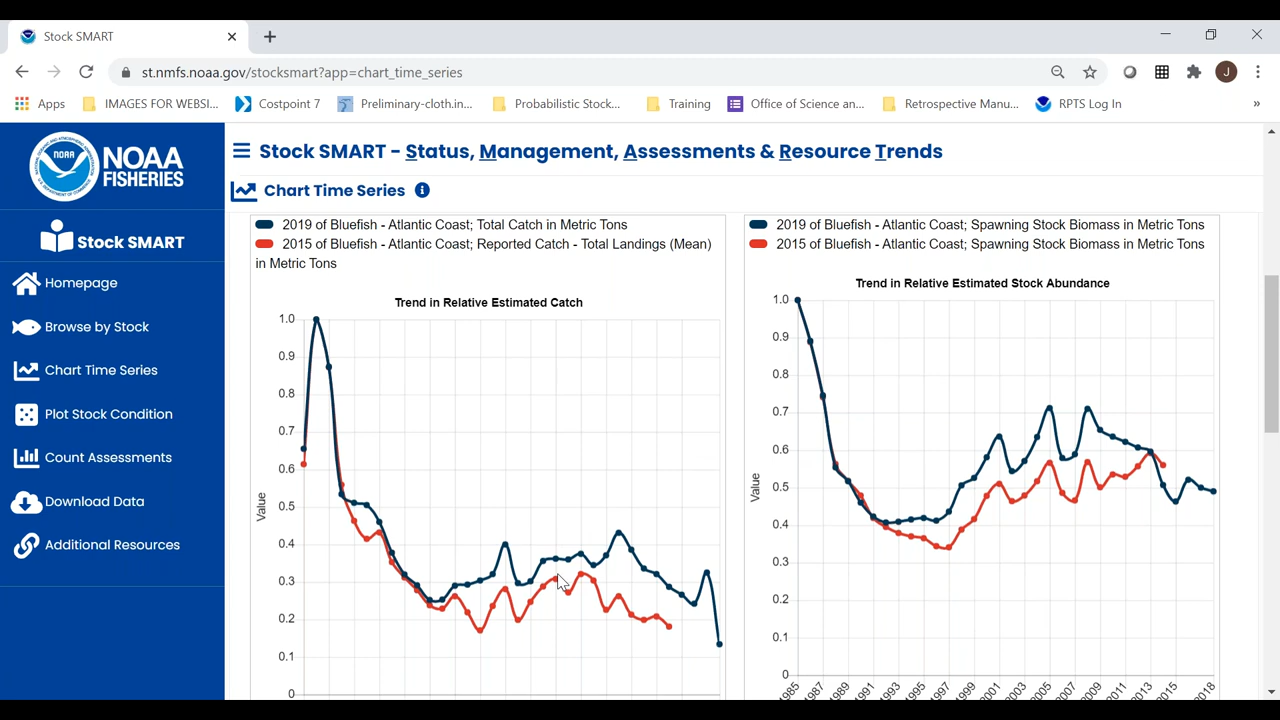 Stock SMART
st.nmfs.noaa.gov/stocksmart?app=chart_time_series
J
Apps IMAGES FOR WEBSI... Costpoint 7 Preliminary-cloth.in... Probabilistic Stock... Training Office of Science an... Retrospective Manu... RPTS Log In »
NOAA
NOAA
FISHERIES
Stock SMART
Homepage
Browse by Stock
Chart Time Series
Plot Stock Condition
Count Assessments
Download Data
Additional Resources
Stock SMART - Status, Management, Assessments & Resource Trends
Chart Time Series
2019 of Bluefish - Atlantic Coast; Total Catch in Metric Tons
2015 of Bluefish - Atlantic Coast; Reported Catch - Total Landings (Mean)
in Metric Tons
Trend in Relative Estimated Catch
1.0
0.9
0.8
0.7
0.6
0.5
0.4
0.3
0.2
0.1
0
Value
2019 of Bluefish - Atlantic Coast; Spawning Stock Biomass in Metric Tons
2015 of Bluefish - Atlantic Coast; Spawning Stock Biomass in Metric Tons
Trend in Relative Estimated Stock Abundance
1.0
0.9
0.8
0.7
0.6
0.5
0.4
0.3
0.2
0.1
0
Value
1985 1987 1989 1991 1993 1995 1997 1999 2001 2003 2005 2007 2009 2011 2013 2015 2018